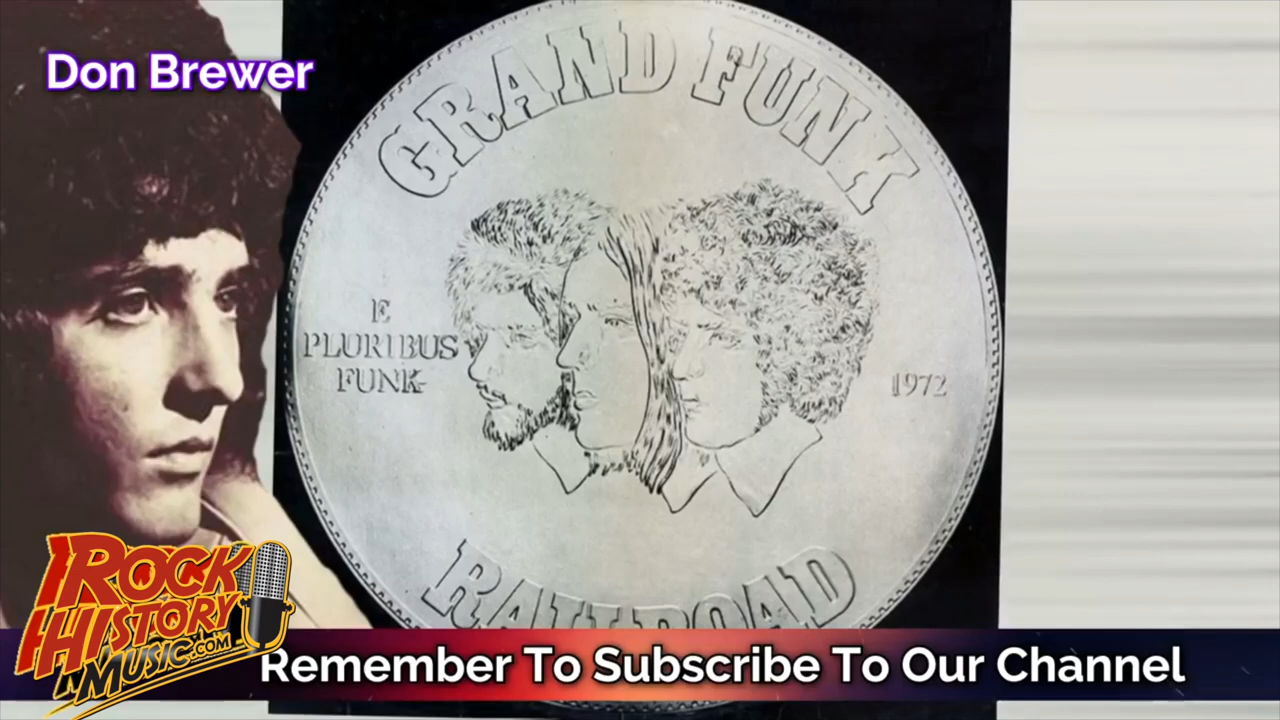 Don Brewer
GRAND FUNK
E
PLURIBUS
FUNK
1972
RAILROAD
ROCK
HISTORY
MUSIC.COM
Remember To Subscribe To Our Channel